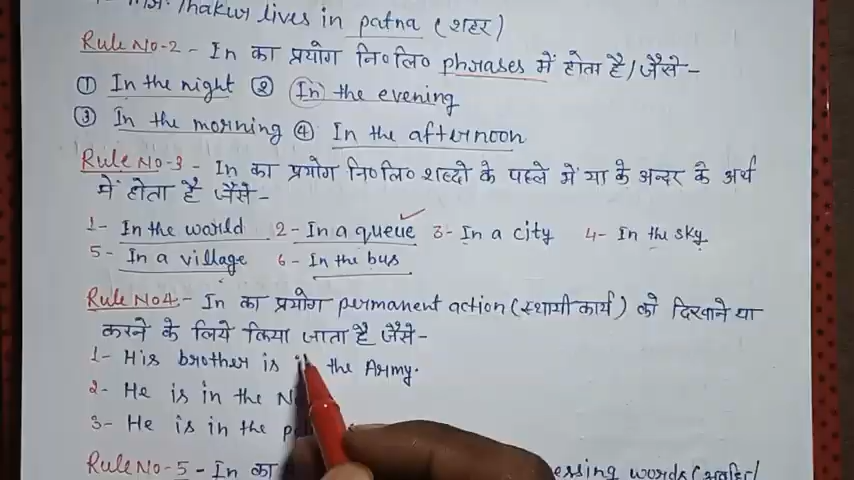 Mr. Thakur lives in patna (शहर)
Rule No-2 - In का प्रयोग नि०लि० phrases में होता है/जैसे-
① In the night ② In the evening
③ In the morning ④ In the afternoon
Rule No-3 - In का प्रयोग नि०लि० शब्दो के पहले में या के अन्दर के अर्थ
में होता है जैसे-
1- In the world 2- In a queue 3- In a city 4- In the sky
5- In a village 6- In the bus
Rule No4- In का प्रयोग permanent action (स्थायी कार्य) को दिखाने या
करने के लिये किया जाता है जैसे-
1- His brother is the Army.
2- He is in the N
3- He is in the
Rule No-5 - In का essing words